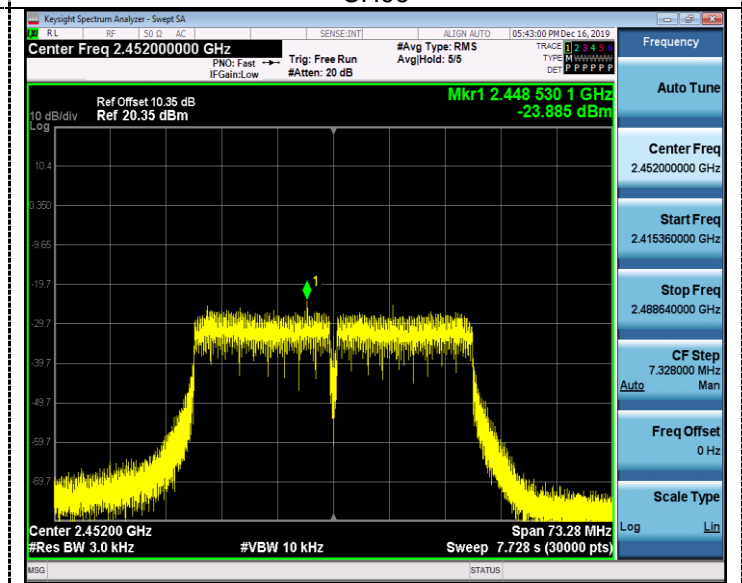 Keysight Spectrum Analyzer - Swept SA
RL RF 50 Ω AC SENSE:INT ALIGN AUTO 05:43:00 PM Dec 16, 2019
Center Freq 2.452000000 GHz
PNO: Fast Trig: Free Run
IFGain:Low #Atten: 20 dB
#Avg Type: RMS
Avg|Hold: 5/5
TRACE 1 2 3 4 5 6
TYPE M WWWWW
DET P P P P P P
Ref Offset 10.35 dB
10 dB/div Ref 20.35 dBm
Log
Mkr1 2.448 530 1 GHz
-23.885 dBm
10.4
0.350
-9.65
-19.7
-29.7
-39.7
-49.7
-59.7
-69.7
1
Center 2.45200 GHz Span 73.28 MHz
#Res BW 3.0 kHz #VBW 10 kHz Sweep 7.728 s (30000 pts)
MSG STATUS
Frequency
Auto Tune
Center Freq
2.452000000 GHz
Start Freq
2.415360000 GHz
Stop Freq
2.488640000 GHz
CF Step
7.328000 MHz
Auto Man
Freq Offset
0 Hz
Scale Type
Log Lin